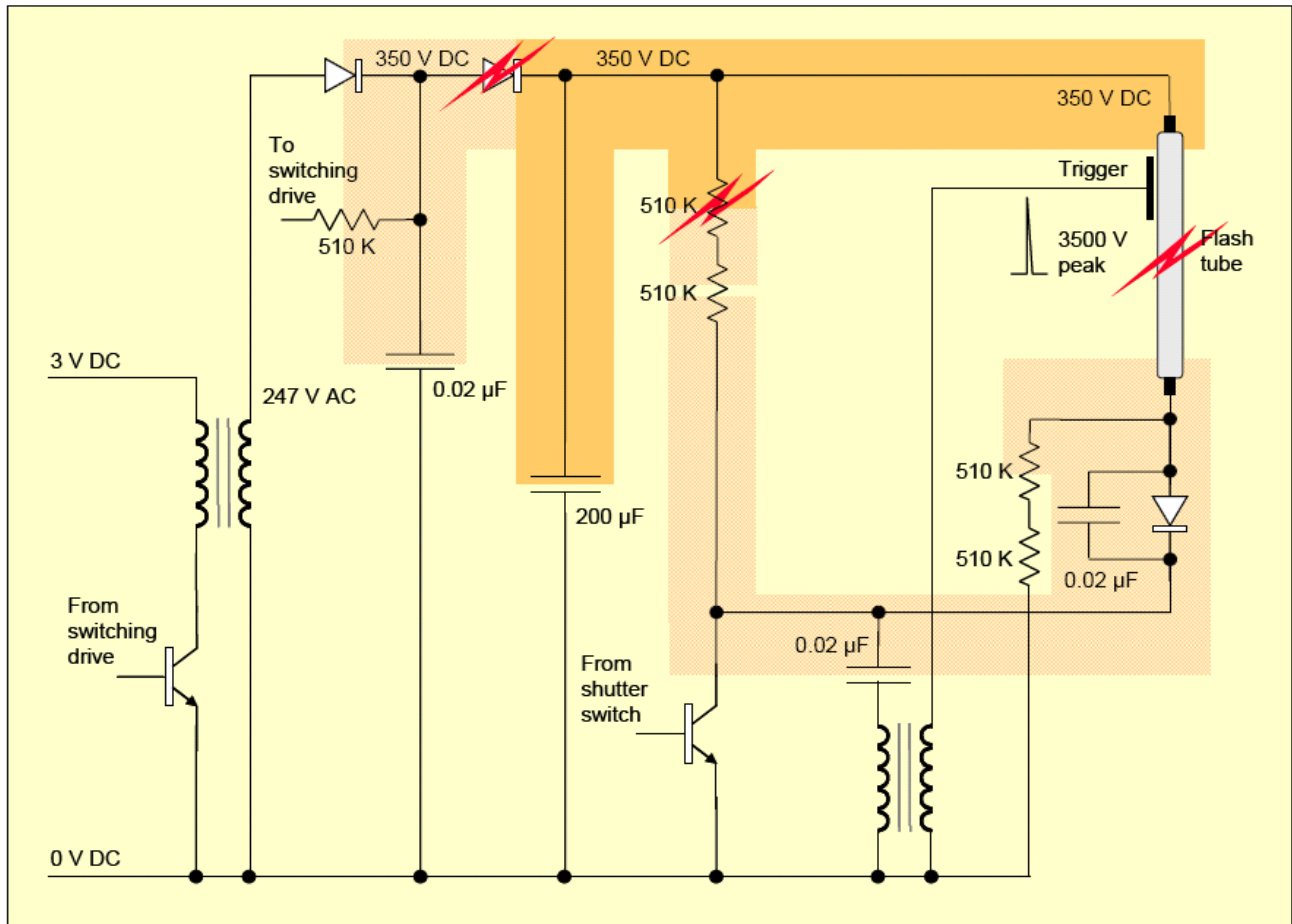 350 V DC
350 V DC
350 V DC
To
switching
drive
510 K
510 K
510 K
Trigger
3500 V
peak
Flash
tube
3 V DC
247 V AC
0.02 µF
200 µF
510 K
510 K
0.02 µF
From
switching
drive
From
shutter
switch
0.02 µF
0 V DC